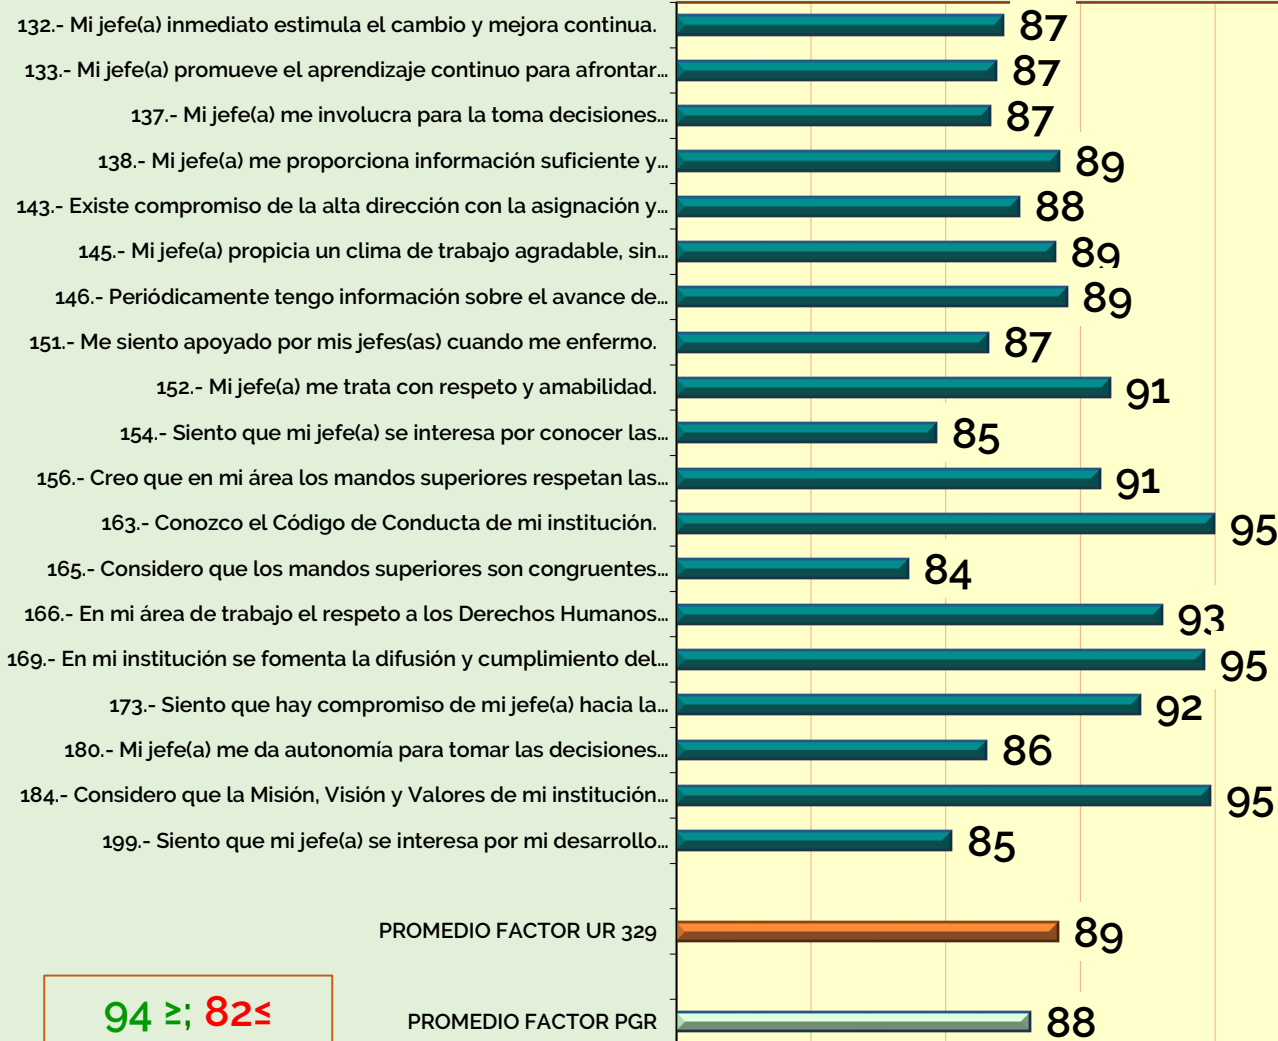 132.- Mi jefe(a) inmediato estimula el cambio y mejora continua. 87
133.- Mi jefe(a) promueve el aprendizaje continuo para afrontar... 87
137.- Mi jefe(a) me involucra para la toma decisiones... 87
138.- Mi jefe(a) me proporciona información suficiente y... 89
143.- Existe compromiso de la alta dirección con la asignación y... 88
145.- Mi jefe(a) propicia un clima de trabajo agradable, sin... 89
146.- Periódicamente tengo información sobre el avance de... 89
151.- Me siento apoyado por mis jefes(as) cuando me enfermo. 87
152.- Mi jefe(a) me trata con respeto y amabilidad. 91
154.- Siento que mi jefe(a) se interesa por conocer las... 85
156.- Creo que en mi área los mandos superiores respetan las... 91
163.- Conozco el Código de Conducta de mi institución. 95
165.- Considero que los mandos superiores son congruentes... 84
166.- En mi área de trabajo el respeto a los Derechos Humanos... 93
169.- En mi institución se fomenta la difusión y cumplimiento del... 95
173.- Siento que hay compromiso de mi jefe(a) hacia la... 92
180.- Mi jefe(a) me da autonomía para tomar las decisiones... 86
184.- Considero que la Misión, Visión y Valores de mi institución... 95
199.- Siento que mi jefe(a) se interesa por mi desarrollo... 85
PROMEDIO FACTOR UR 329 89
94 ≥; 82≤
PROMEDIO FACTOR PGR 88